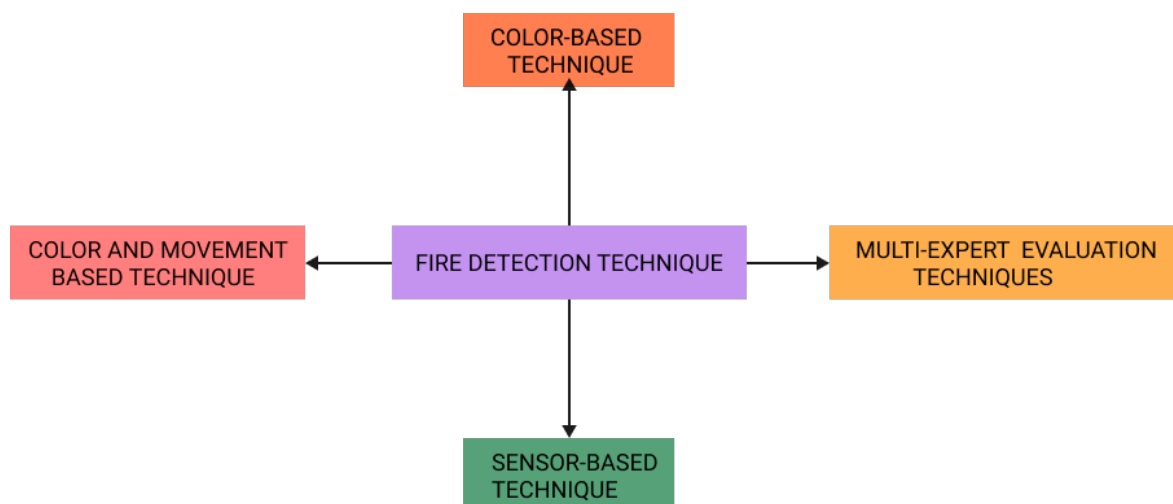 COLOR-BASED
TECHNIQUE
COLOR AND MOVEMENT
BASED TECHNIQUE
FIRE DETECTION TECHNIQUE
MULTI-EXPERT EVALUATION
TECHNIQUES
SENSOR-BASED
TECHNIQUE